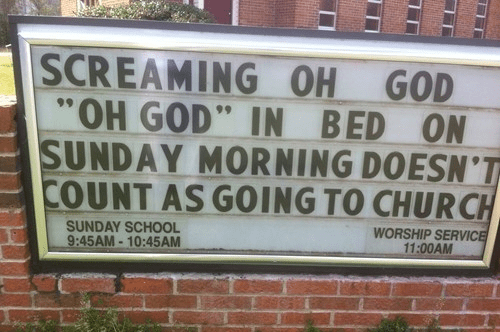 SCREAMING OH GOD
"OH GOD" IN BED ON
SUNDAY MORNING DOESN'T
COUNT AS GOING TO CHURCH
SUNDAY SCHOOL
9:45AM - 10:45AM
WORSHIP SERVICE
11:00AM